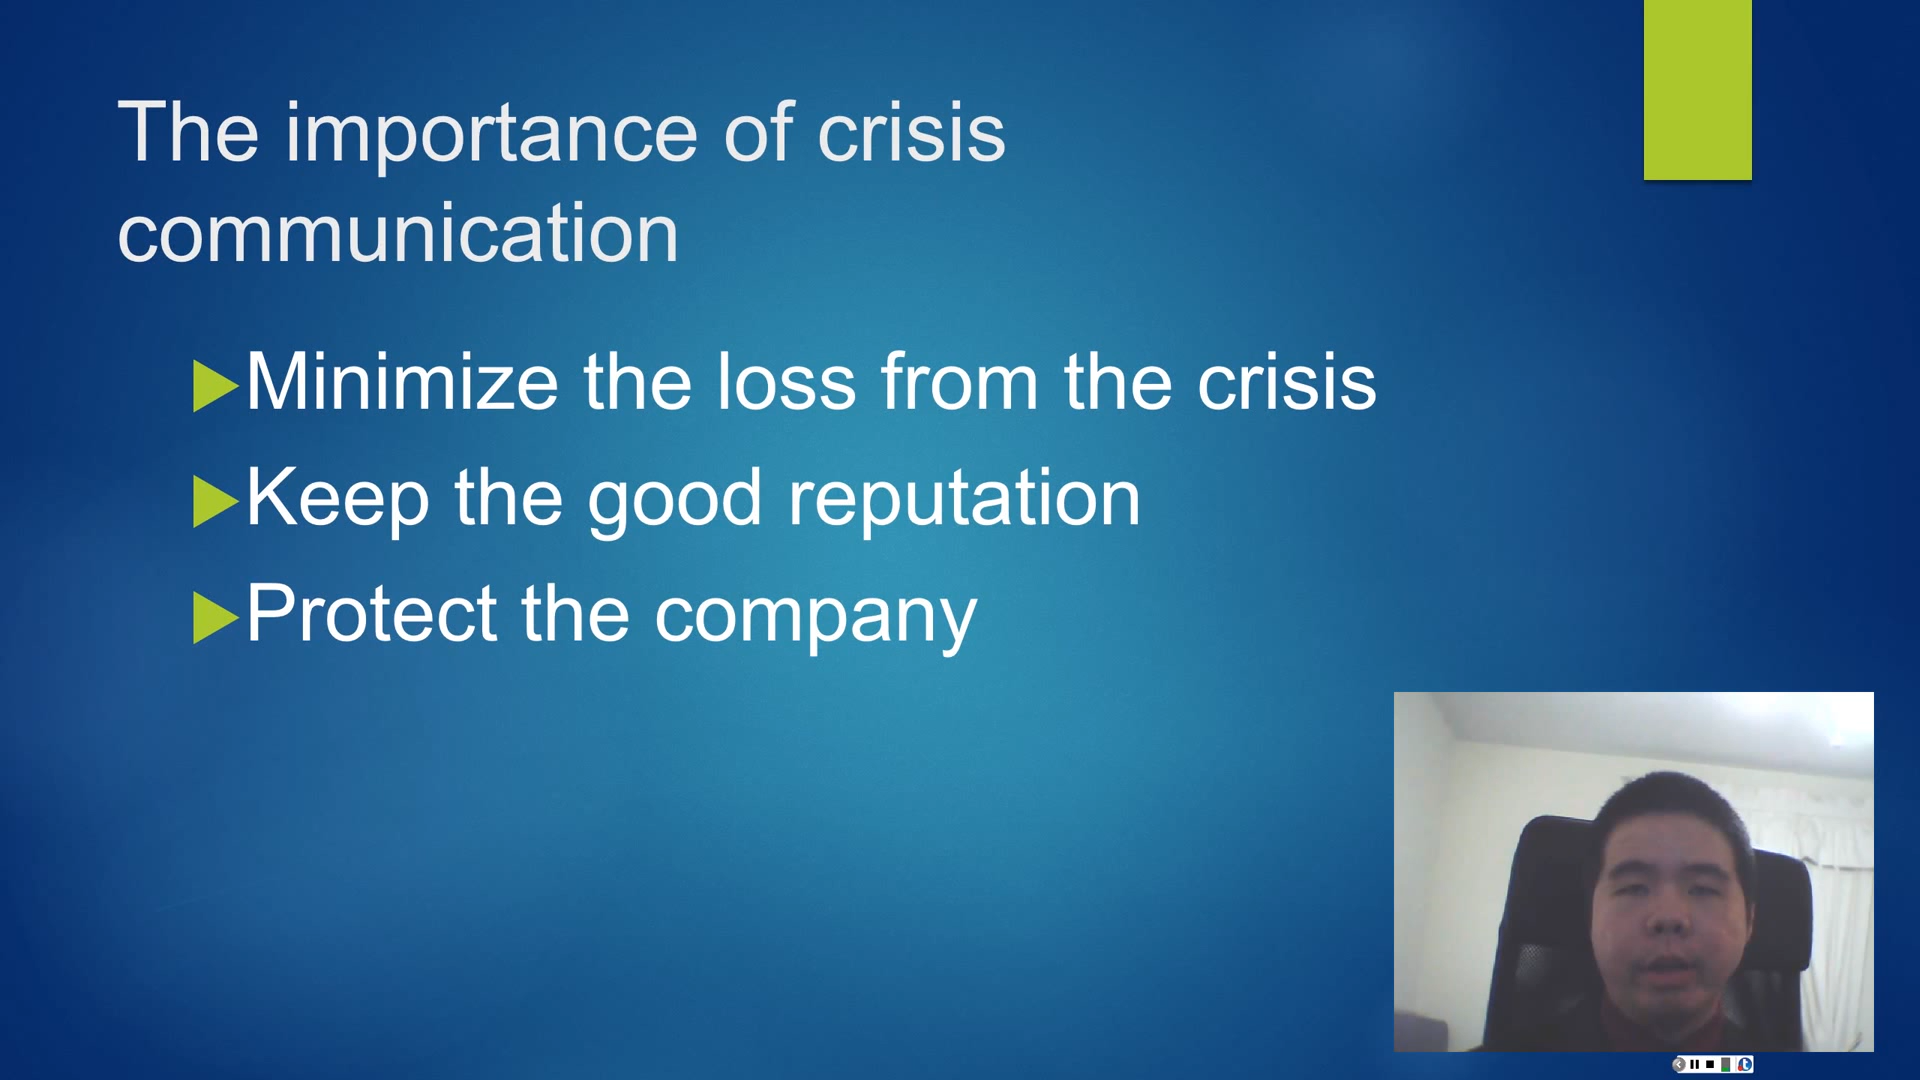 The importance of crisis
communication
Minimize the loss from the crisis
Keep the good reputation
Protect the company